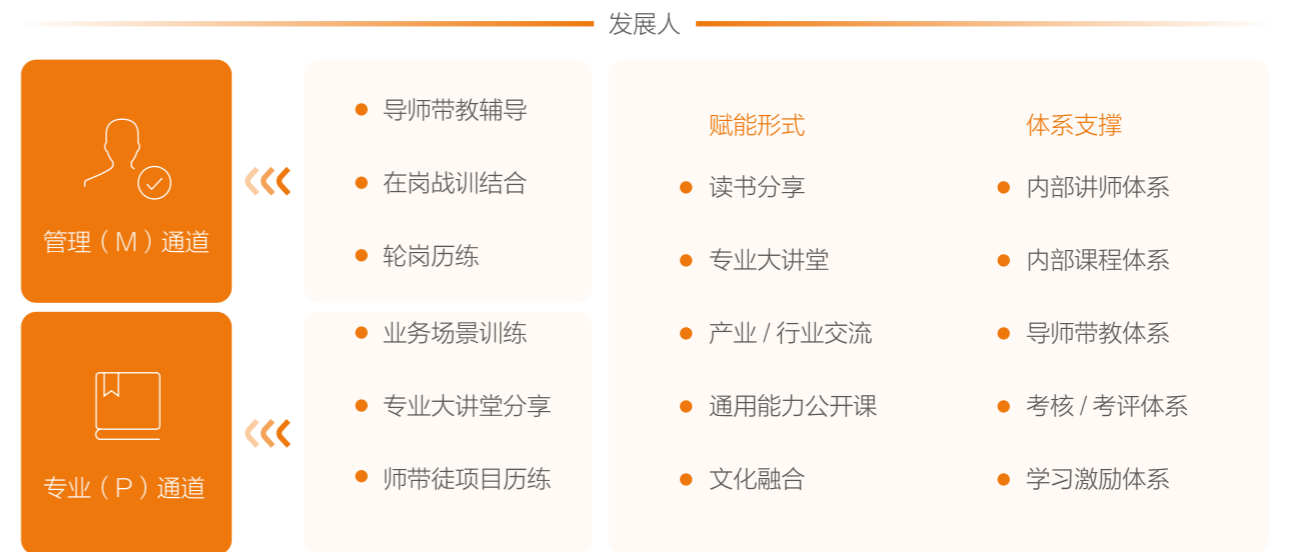 发展人
管理（M）通道
导师带教辅导
在岗战训结合
轮岗历练
专业（P）通道
业务场景训练
专业大讲堂分享
师带徒项目历练
赋能形式
读书分享
专业大讲堂
产业 / 行业交流
通用能力公开课
文化融合
体系支撑
内部讲师体系
内部课程体系
导师带教体系
考核 / 考评体系
学习激励体系